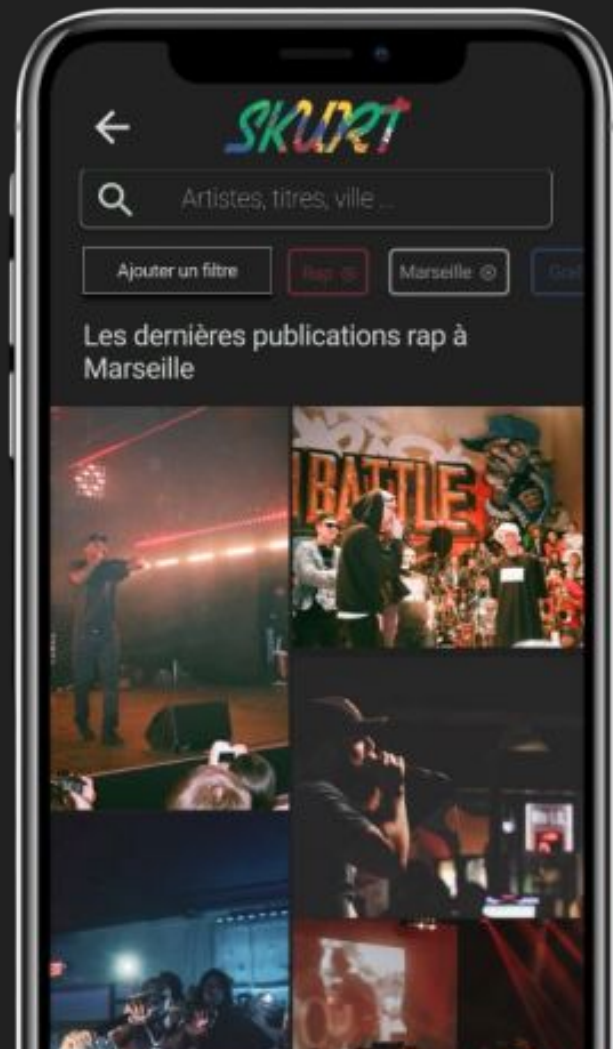 SKURT
Artistes, titres, ville ...
Ajouter un filtre
Rap
Marseille
Les dernières publications rap à
Marseille
BATTLE